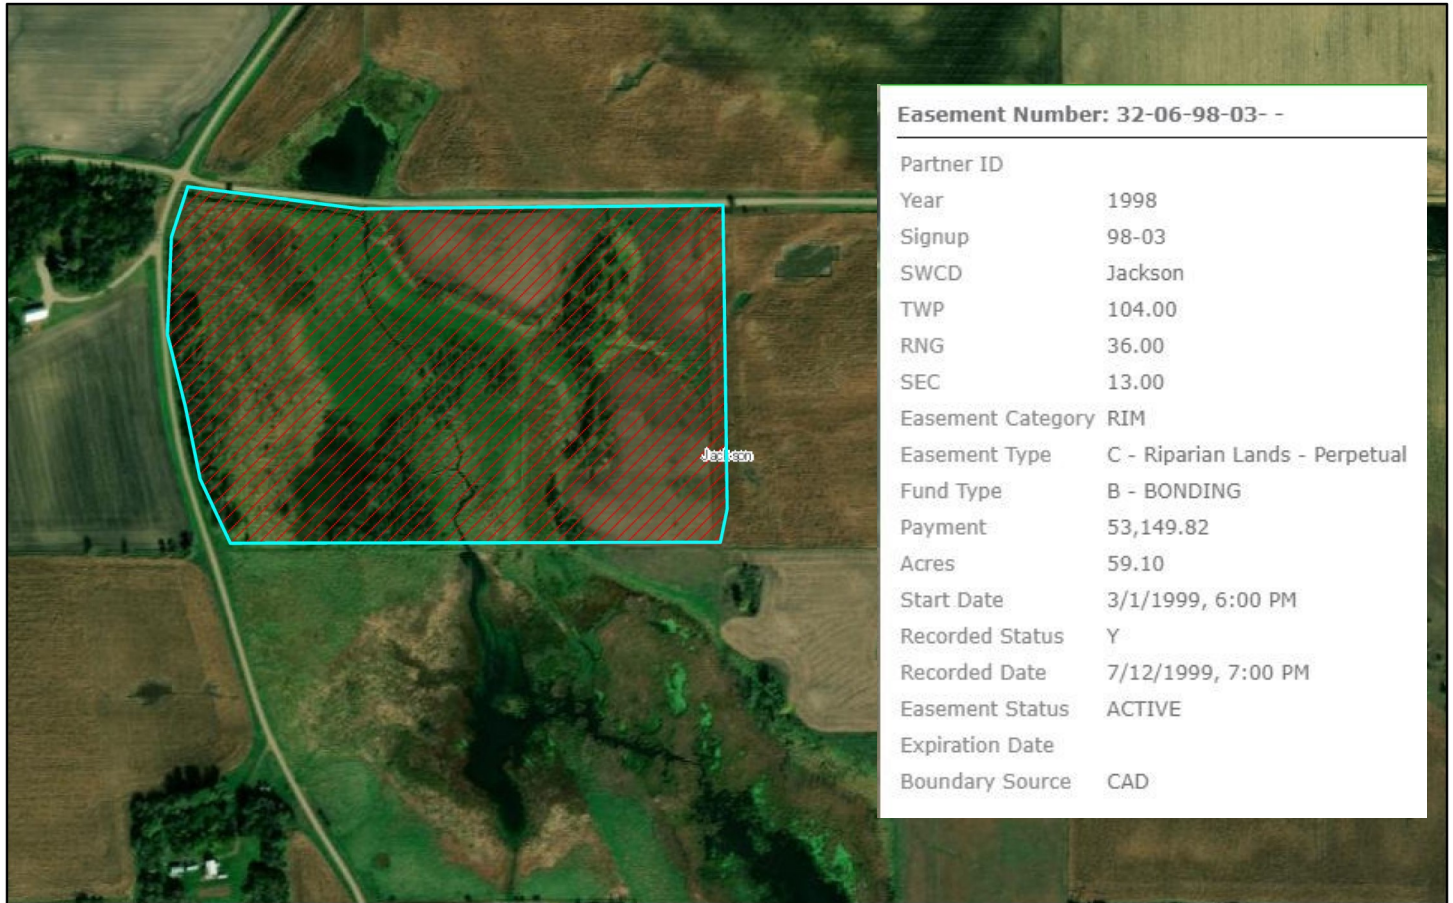 Easement Number: 32-06-98-03- -
Partner ID
Year 1998
Signup 98-03
SWCD Jackson
TWP 104.00
RNG 36.00
SEC 13.00
Easement Category RIM
Easement Type C - Riparian Lands - Perpetual
Fund Type B - BONDING
Payment 53,149.82
Acres 59.10
Start Date 3/1/1999, 6:00 PM
Recorded Status Y
Recorded Date 7/12/1999, 7:00 PM
Easement Status ACTIVE
Expiration Date
Boundary Source CAD
Jackson